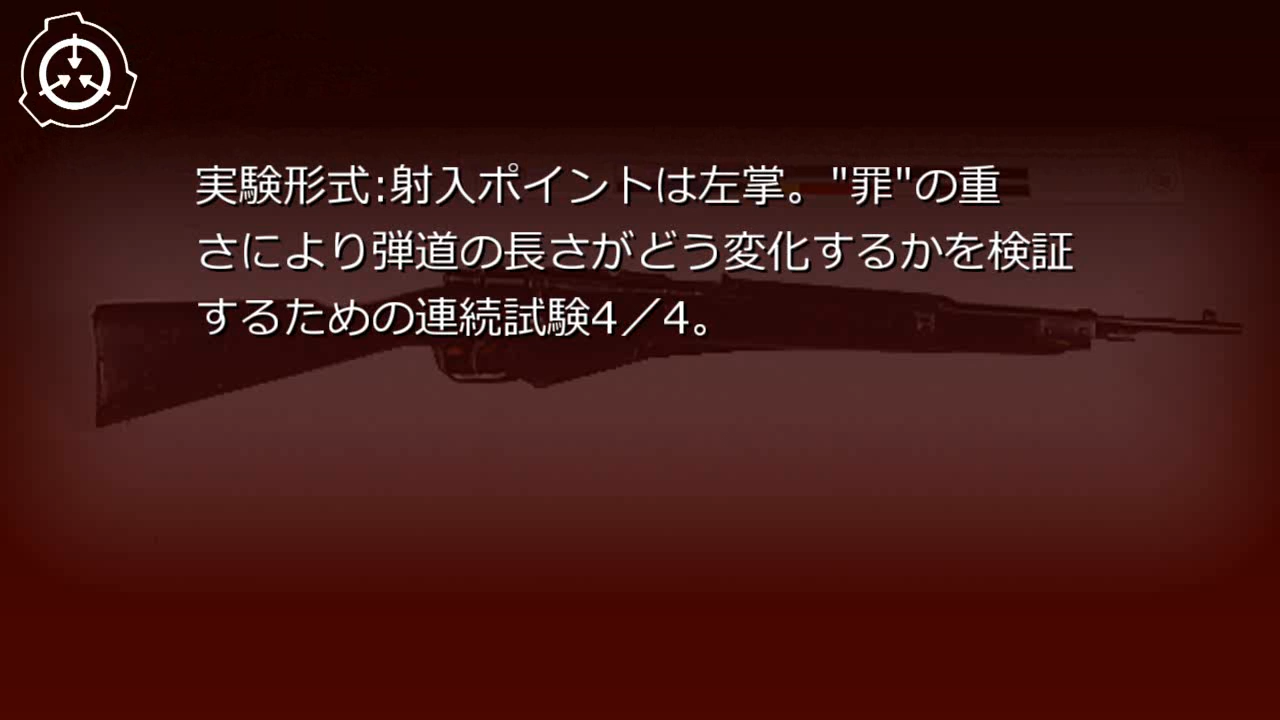 実験形式:射入ポイントは左掌。"罪"の重
さにより弾道の長さがどう変化するかを検証
するための連続試験4／4。